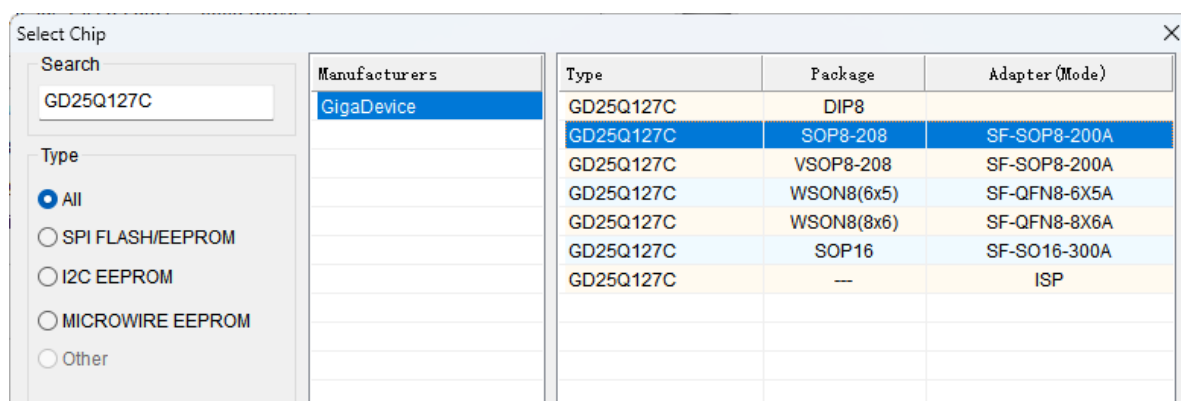 Select Chip
Search
GD25Q127C
Type
All
SPI FLASH/EEPROM
I2C EEPROM
MICROWIRE EEPROM
Other
Manufacturers
GigaDevice
Type Package Adapter(Mode)
GD25Q127C DIP8
GD25Q127C SOP8-208 SF-SOP8-200A
GD25Q127C VSOP8-208 SF-SOP8-200A
GD25Q127C WSON8(6x5) SF-QFN8-6X5A
GD25Q127C WSON8(8x6) SF-QFN8-8X6A
GD25Q127C SOP16 SF-SO16-300A
GD25Q127C --- ISP